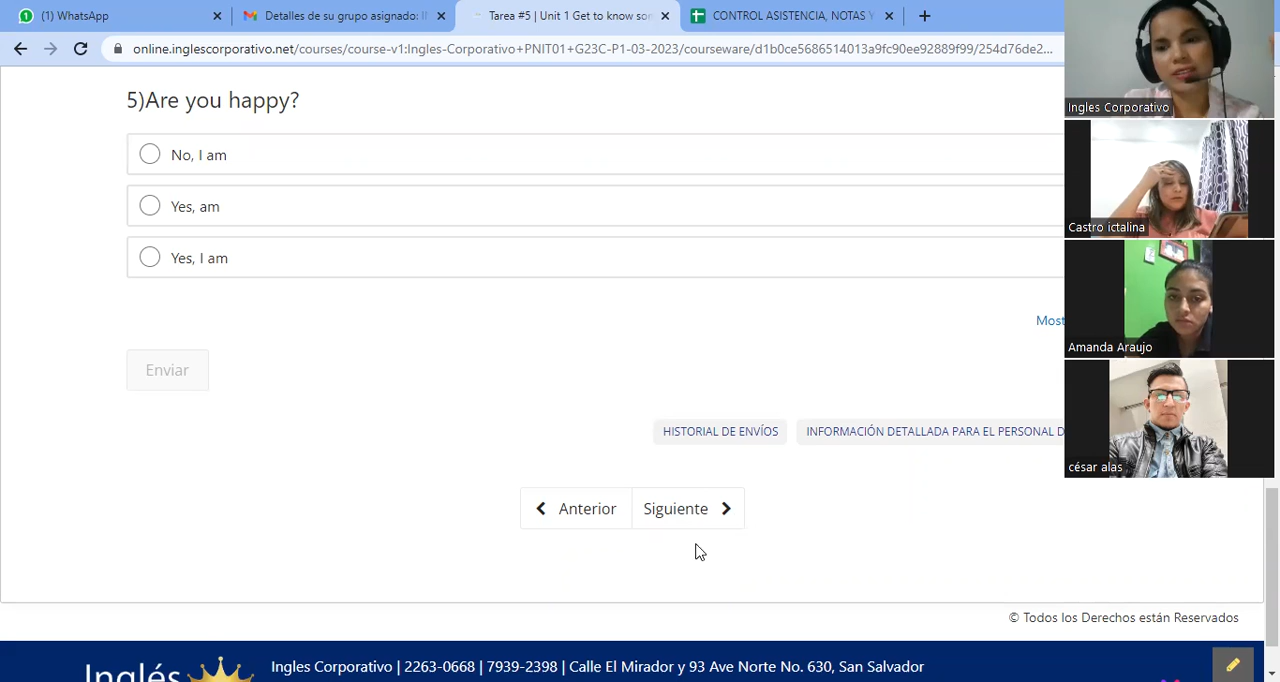 (1) WhatsApp
Detalles de su grupo asignado: I
Tarea #5 | Unit 1 Get to know so
CONTROL ASISTENCIA, NOTAS Y
online.inglescorporativo.net/courses/course-v1:Ingles-Corporativo+PNIT01+G23C-P1-03-2023/courseware/d1b0ce5686514013a9fc90ee92889f99/254d76de2...
Ingles Corporativo
5)Are you happy?
No, I am
Yes, am
Yes, I am
Castro ictalina
Most
Amanda Araujo
Enviar
HISTORIAL DE ENVÍOS
INFORMACIÓN DETALLADA PARA EL PERSONAL D
césar alas
Anterior
Siguiente
© Todos los Derechos están Reservados
Inglés
Ingles Corporativo | 2263-0668 | 7939-2398 | Calle El Mirador y 93 Ave Norte No. 630, San Salvador